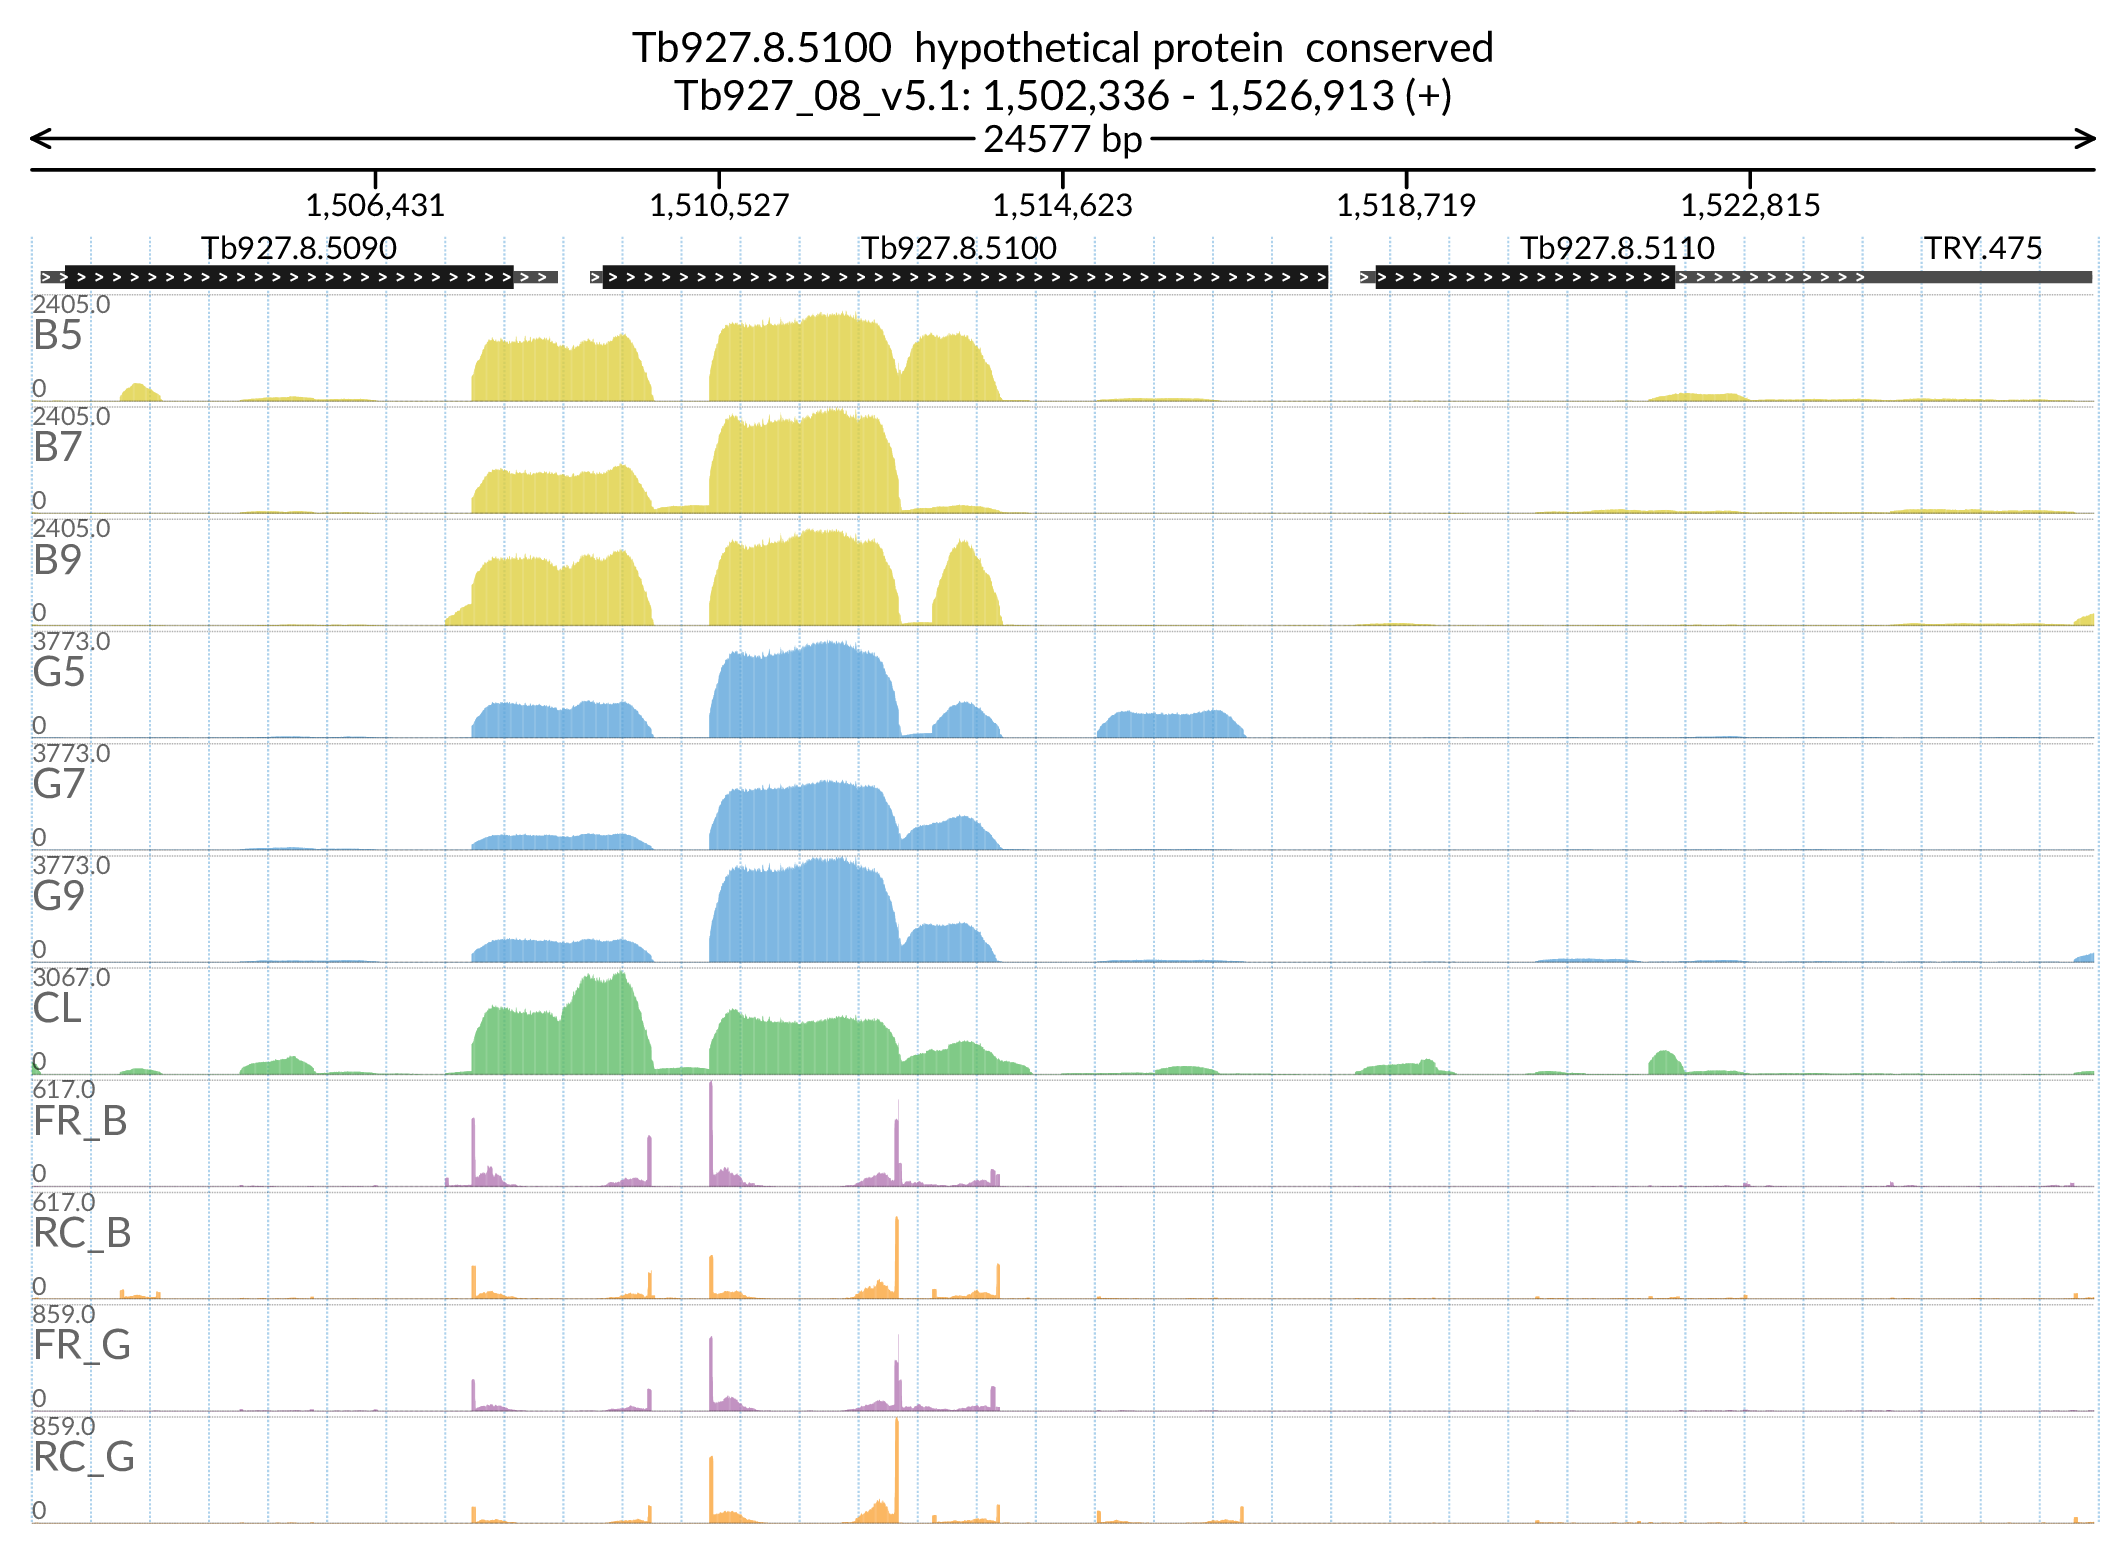 Tb927.8.5100 hypothetical protein conserved
Tb927_08_v5.1: 1,502,336 - 1,526,913 (+)
24577 bp
1,506,431 1,510,527 1,514,623 1,518,719 1,522,815
Tb927.8.5090 Tb927.8.5100 Tb927.8.5110 TRY.475
2405.0
B5
0
2405.0
B7
0
2405.0
B9
0
3773.0
G5
0
3773.0
G7
0
3773.0
G9
0
3067.0
CL
0
617.0
FR_B
0
617.0
RC_B
0
859.0
FR_G
0
859.0
RC_G
0